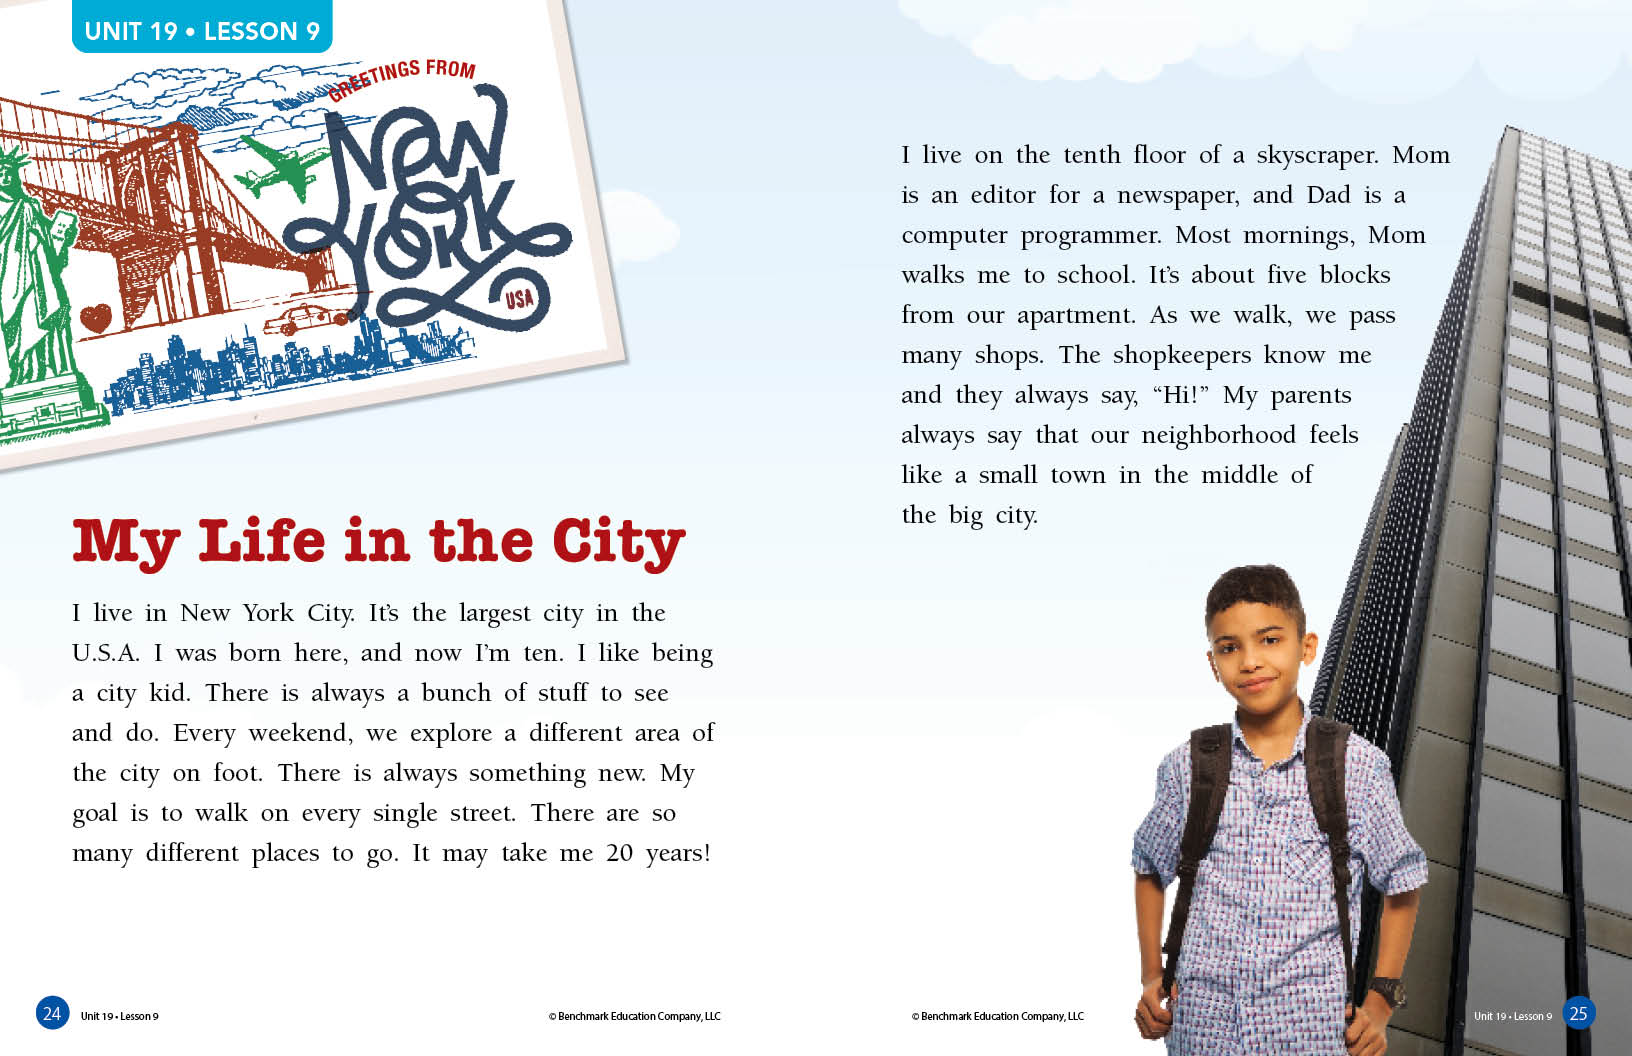 UNIT 19 • LESSON 9
GREETINGS FROM
NEW
YORK
USA
My Life in the City
I live in New York City. It’s the largest city in the
U.S.A. I was born here, and now I’m ten. I like being
a city kid. There is always a bunch of stuff to see
and do. Every weekend, we explore a different area of
the city on foot. There is always something new. My
goal is to walk on every single street. There are so
many different places to go. It may take me 20 years!
24 Unit 19 • Lesson 9
© Benchmark Education Company, LLC
I live on the tenth floor of a skyscraper. Mom
is an editor for a newspaper, and Dad is a
computer programmer. Most mornings, Mom
walks me to school. It’s about five blocks
from our apartment. As we walk, we pass
many shops. The shopkeepers know me
and they always say, “Hi!” My parents
always say that our neighborhood feels
like a small town in the middle of
the big city.
© Benchmark Education Company, LLC
Unit 19 • Lesson 9 25